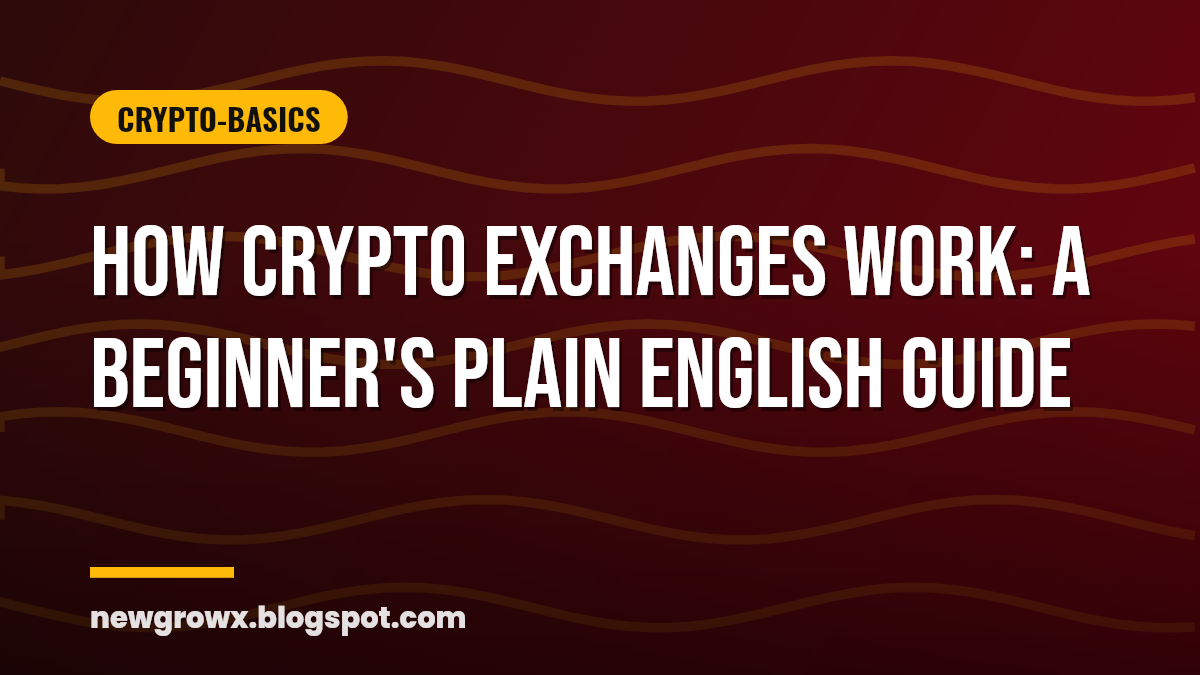 CRYPTO-BASICS
HOW CRYPTO EXCHANGES WORK: A
BEGINNER'S PLAIN ENGLISH GUIDE
newgrowx.blogspot.com